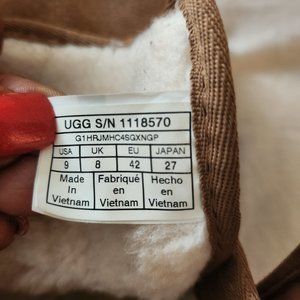 UGG S/N 1118570
G1HRJMHC4SGXNGP
USA UK EU JAPAN
9 8 42 27
Made Fabriqué Hecho
In en en
Vietnam Vietnam Vietnam